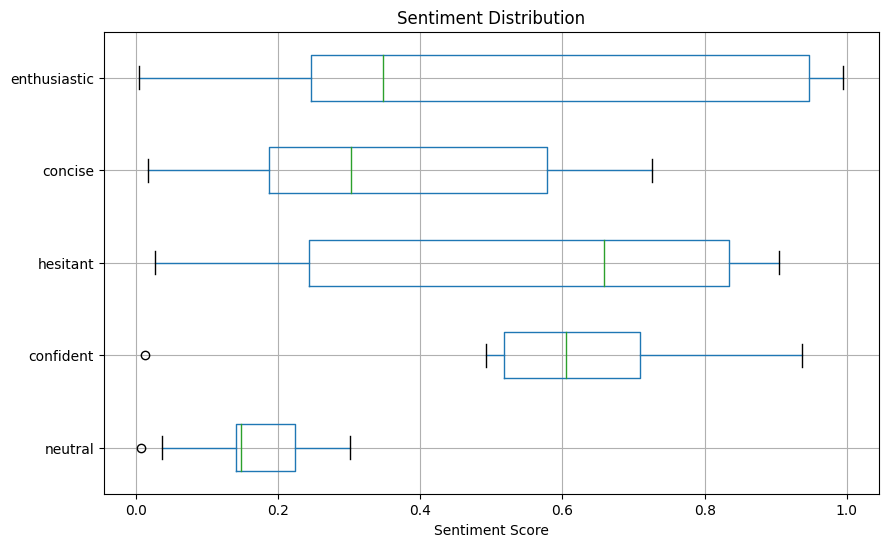 Sentiment Distribution
enthusiastic
concise
hesitant
confident
neutral
0.0 0.2 0.4 0.6 0.8 1.0
Sentiment Score